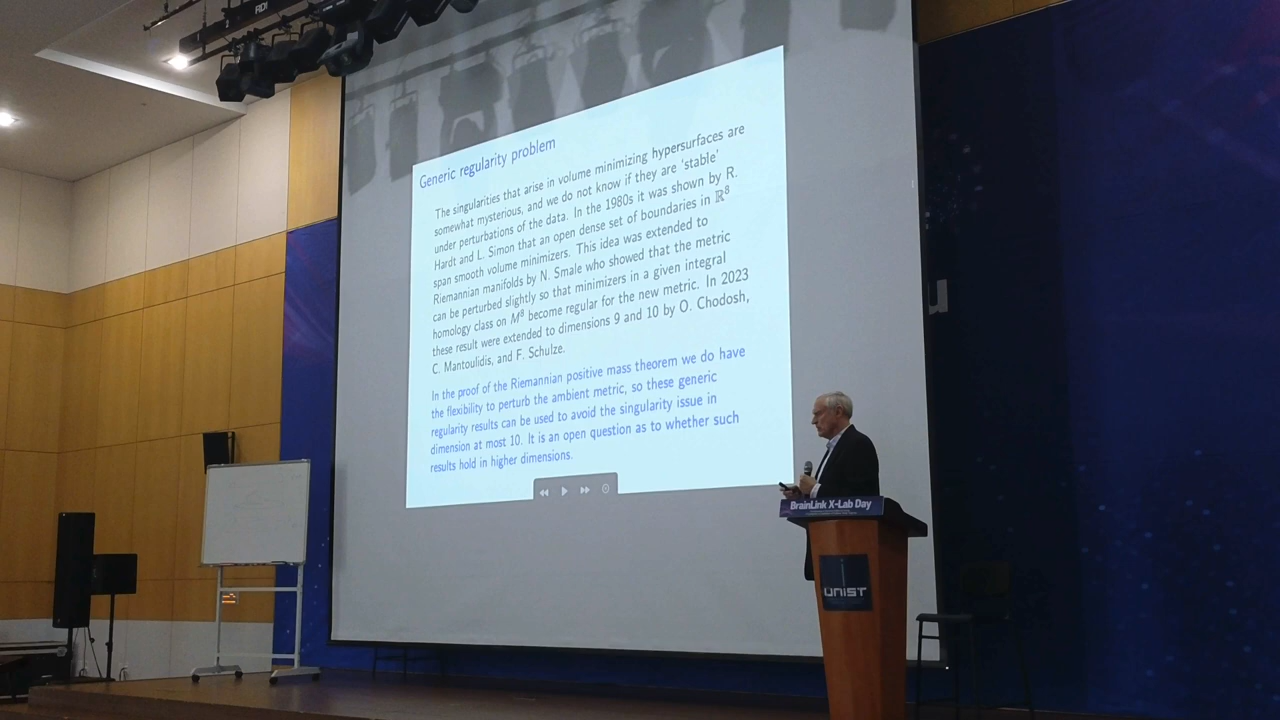 Generic regularity problem
The singularities that arise in volume minimizing hypersurfaces are
somewhat mysterious, and we do not know if they are 'stable'
under perturbations of the data. In the 1980s it was shown by R.
Hardt and L. Simon that an open dense set of boundaries in ℝ⁸
span smooth volume minimizers. This idea was extended to
Riemannian manifolds by N. Smale who showed that the metric
can be perturbed slightly so that minimizers in a given integral
homology class on M⁸ become regular for the new metric. In 2023
these result were extended to dimensions 9 and 10 by O. Chodosh,
C. Mantoulidis, and F. Schulze.
In the proof of the Riemannian positive mass theorem we do have
the flexibility to perturb the ambient metric, so these generic
regularity results can be used to avoid the singularity issue in
dimension at most 10. It is an open question as to whether such
results hold in higher dimensions.
BrainLink X-Lab Day
UNIST